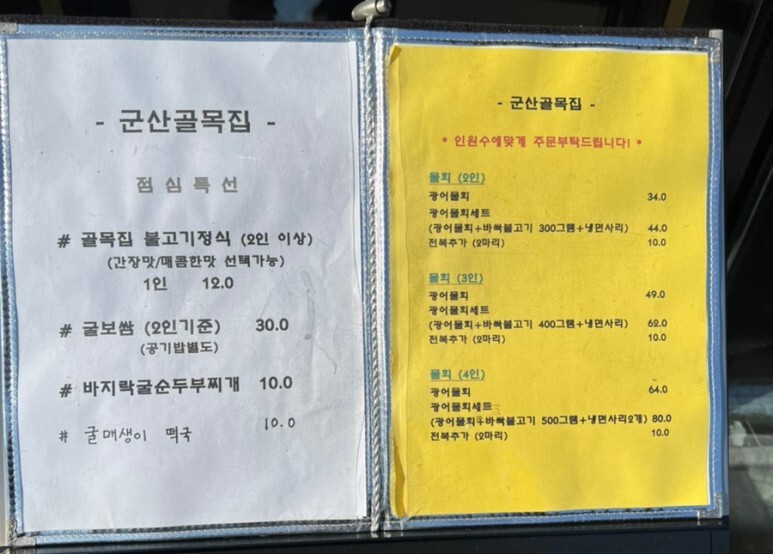 - 군산골목집 -
점심특선
# 골목집 불고기정식 (2인 이상)
(간장맛/매콤한맛 선택가능)
1인 12.0
# 굴보쌈 (2인기준) 30.0
(공기밥별도)
# 바지락굴순두부찌개 10.0
# 굴매생이 떡국 10.0
- 군산골목집 -
* 인원수에맞게 주문부탁드립니다! *
물회 (2인)
광어물회 34.0
광어물회세트
(광어물회+바싹불고기 300그램+냉면사리) 44.0
전복추가 (2마리) 10.0
물회 (3인)
광어물회 49.0
광어물회세트
(광어물회+바싹불고기 400그램+냉면사리) 62.0
전복추가 (2마리) 10.0
물회 (4인)
광어물회 64.0
광어물회세트
(광어물회+바싹불고기 500그램+냉면사리2개) 80.0
전복추가 (2마리) 10.0